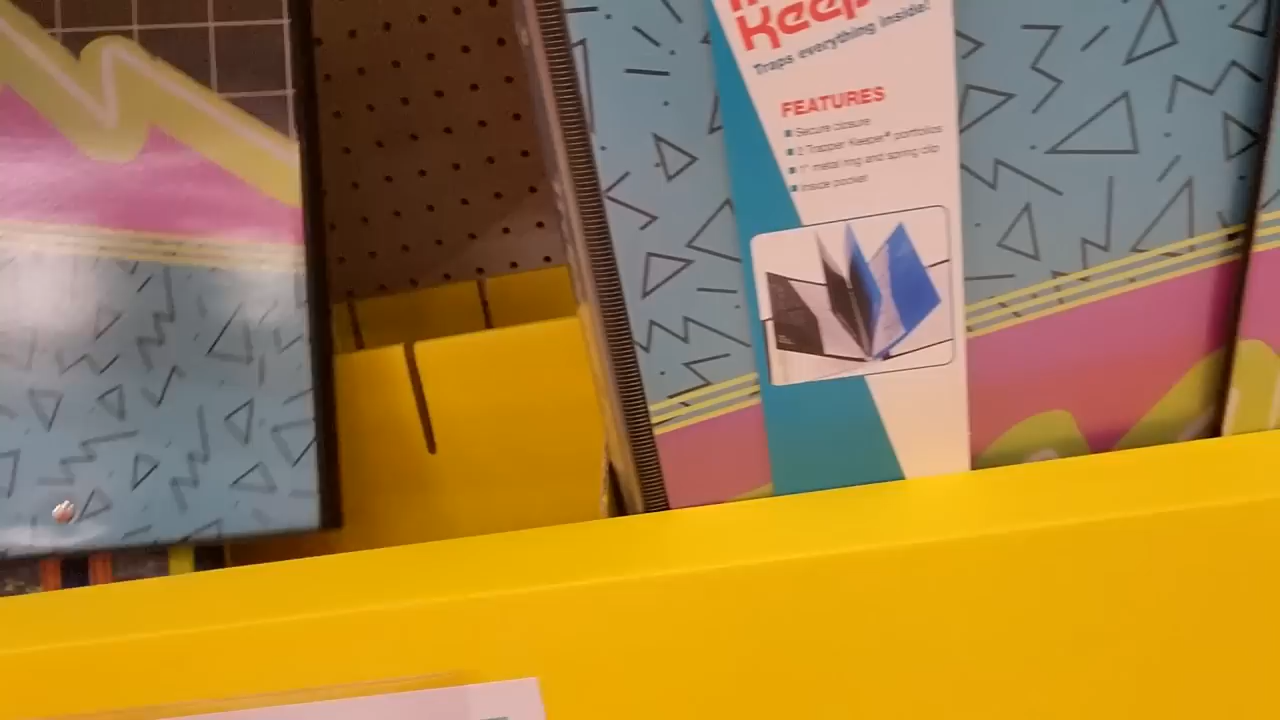 Keep
Traps everything inside!
FEATURES
Secure closure
2 Trapper Keeper® portfolios
1" metal ring and spring clip
Inside pocket